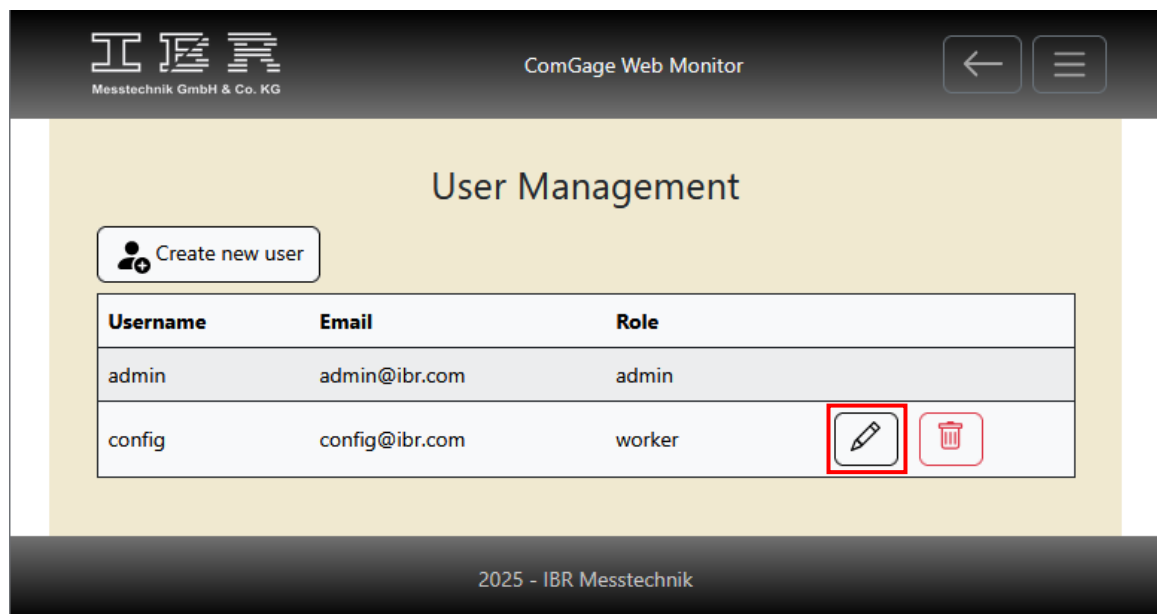 IBR
Messtechnik GmbH & Co. KG
ComGage Web Monitor
User Management
Create new user
Username Email Role
admin admin@ibr.com admin
config config@ibr.com worker
2025 - IBR Messtechnik